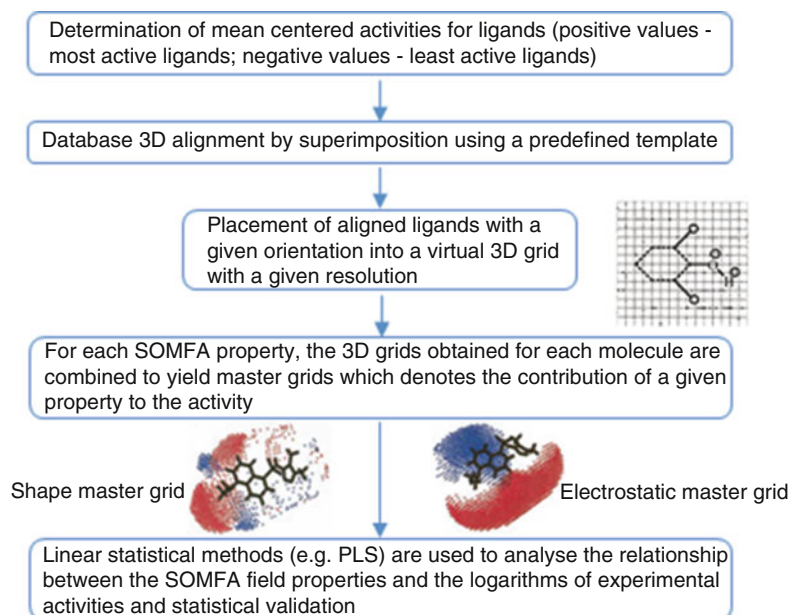 Determination of mean centered activities for ligands (positive values -
most active ligands; negative values - least active ligands)
Database 3D alignment by superimposition using a predefined template
Placement of aligned ligands with a
given orientation into a virtual 3D grid
with a given resolution
For each SOMFA property, the 3D grids obtained for each molecule are
combined to yield master grids which denotes the contribution of a given
property to the activity
Shape master grid
Electrostatic master grid
Linear statistical methods (e.g. PLS) are used to analyse the relationship
between the SOMFA field properties and the logarithms of experimental
activities and statistical validation